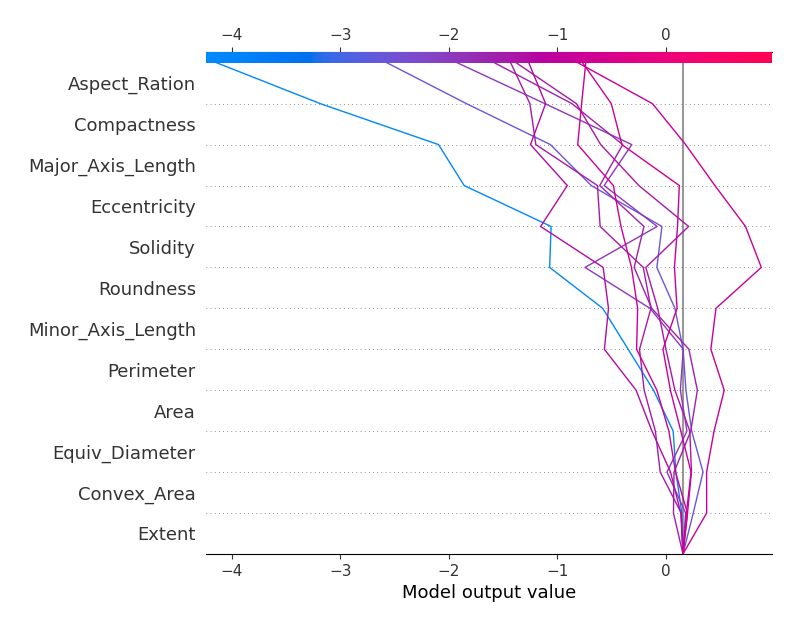 −4 −3 −2 −1 0
Aspect_Ration
Compactness
Major_Axis_Length
Eccentricity
Solidity
Roundness
Minor_Axis_Length
Perimeter
Area
Equiv_Diameter
Convex_Area
Extent
−4 −3 −2 −1 0
Model output value